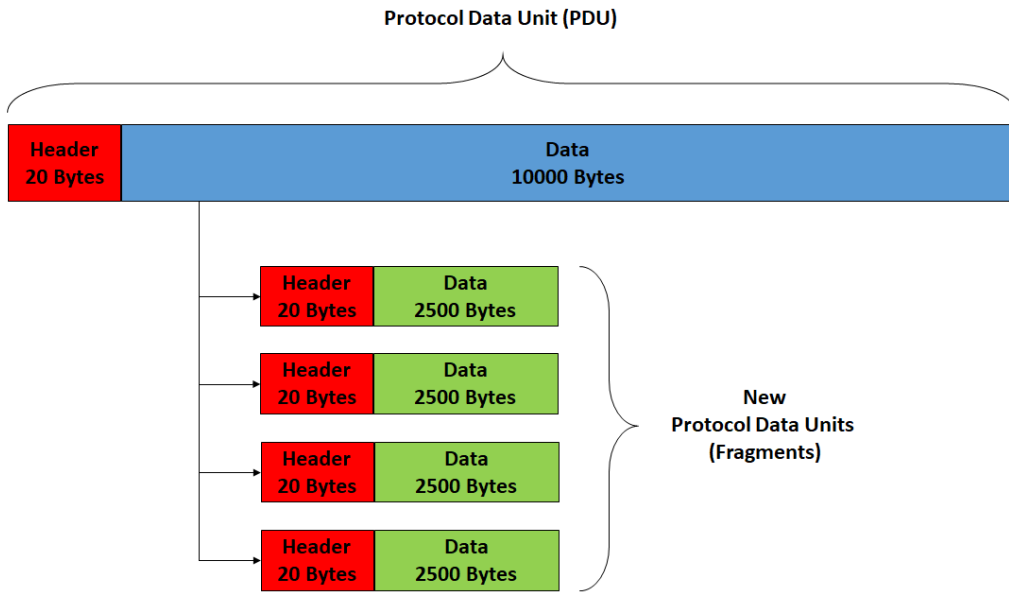 Protocol Data Unit (PDU)
Header
20 Bytes
Data
10000 Bytes
Header
20 Bytes
Data
2500 Bytes
Header
20 Bytes
Data
2500 Bytes
Header
20 Bytes
Data
2500 Bytes
Header
20 Bytes
Data
2500 Bytes
New
Protocol Data Units
(Fragments)